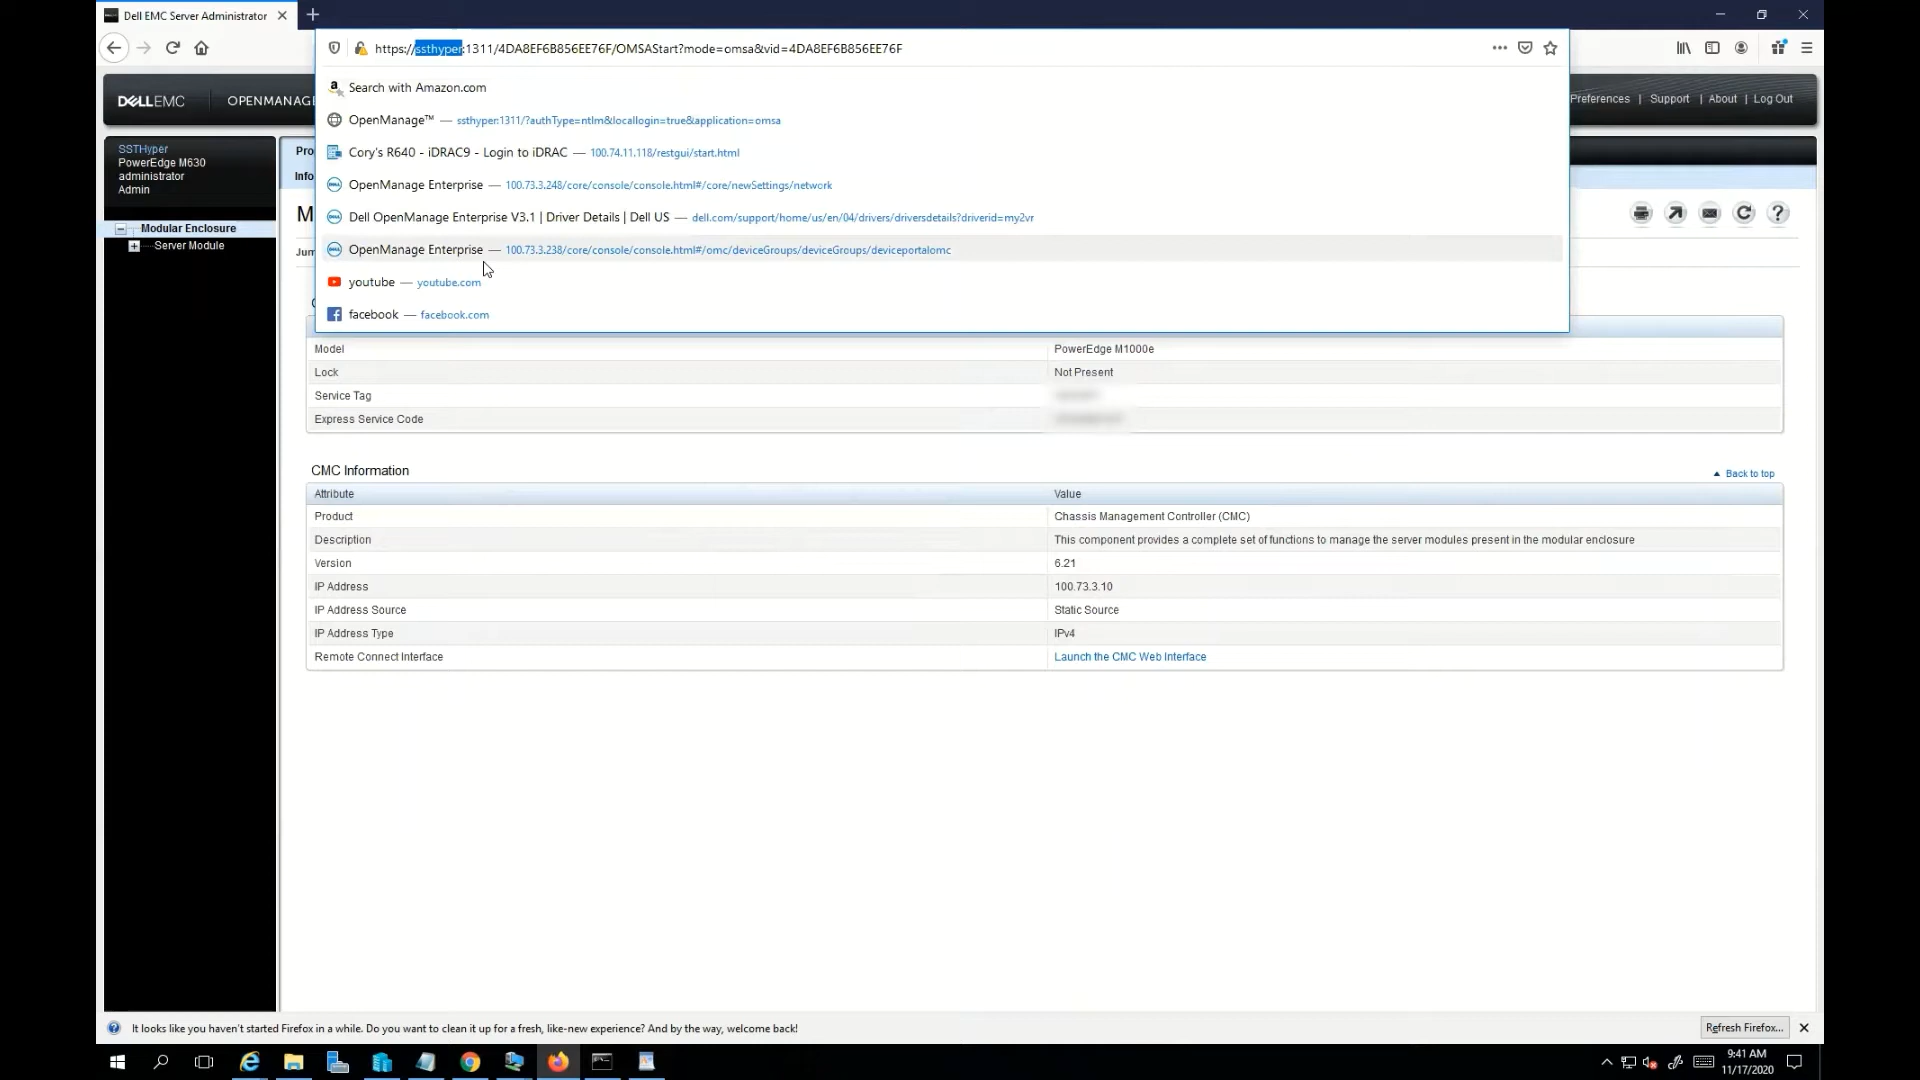 Dell EMC Server Administrator
https://ssthyper:1311/4DA8EF6B856EE76F/OMSAStart?mode=omsa&vid=4DA8EF6B856EE76F
Search with Amazon.com
OpenManage™ — ssthyper:1311/?authType=ntlm&locallogin=true&application=omsa
Cory's R640 - iDRAC9 - Login to iDRAC — 100.74.11.118/restgui/start.html
OpenManage Enterprise — 100.73.3.248/core/console/console.html#/core/newSettings/network
Dell OpenManage Enterprise V3.1 | Driver Details | Dell US — dell.com/support/home/us/en/04/drivers/driversdetails?driverid=my2vr
OpenManage Enterprise — 100.73.3.238/core/console/console.html#/omc/deviceGroups/deviceGroups/deviceportalomc
youtube — youtube.com
facebook — facebook.com
DELLEMC OPENMANAG
Preferences | Support | About | Log Out
SSTHyper
PowerEdge M630
administrator
Admin
Modular Enclosure
Server Module
Pro
Info
M
Jum
Model PowerEdge M1000e
Lock Not Present
Service Tag
Express Service Code
CMC Information
Back to top
Attribute Value
Product Chassis Management Controller (CMC)
Description This component provides a complete set of functions to manage the server modules present in the modular enclosure
Version 6.21
IP Address 100.73.3.10
IP Address Source Static Source
IP Address Type IPv4
Remote Connect Interface Launch the CMC Web Interface
It looks like you haven't started Firefox in a while. Do you want to clean it up for a fresh, like-new experience? And by the way, welcome back!
Refresh Firefox...
9:41 AM
11/17/2020